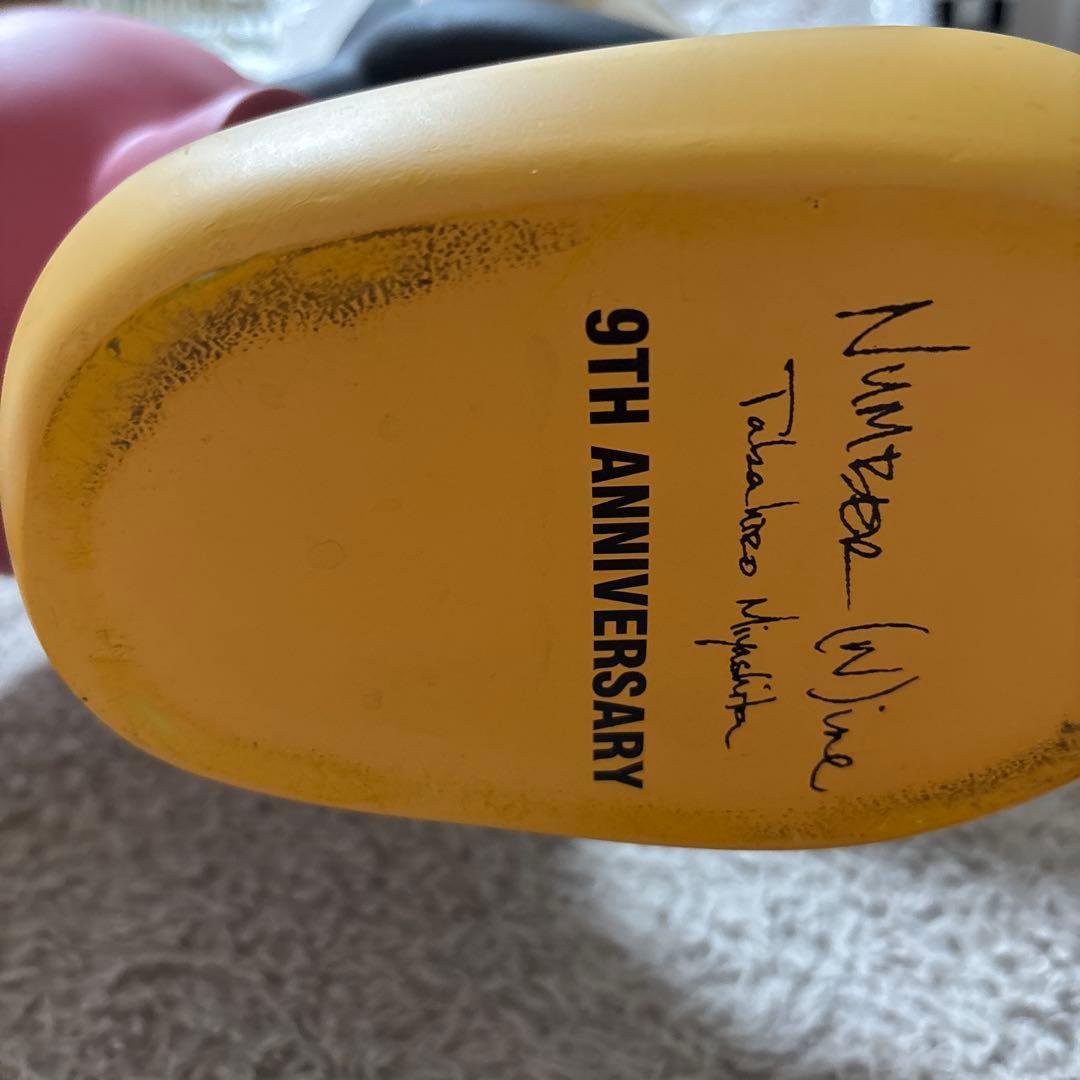 NUMBER (N)ine
Takahiro Miyashita
9TH ANNIVERSARY